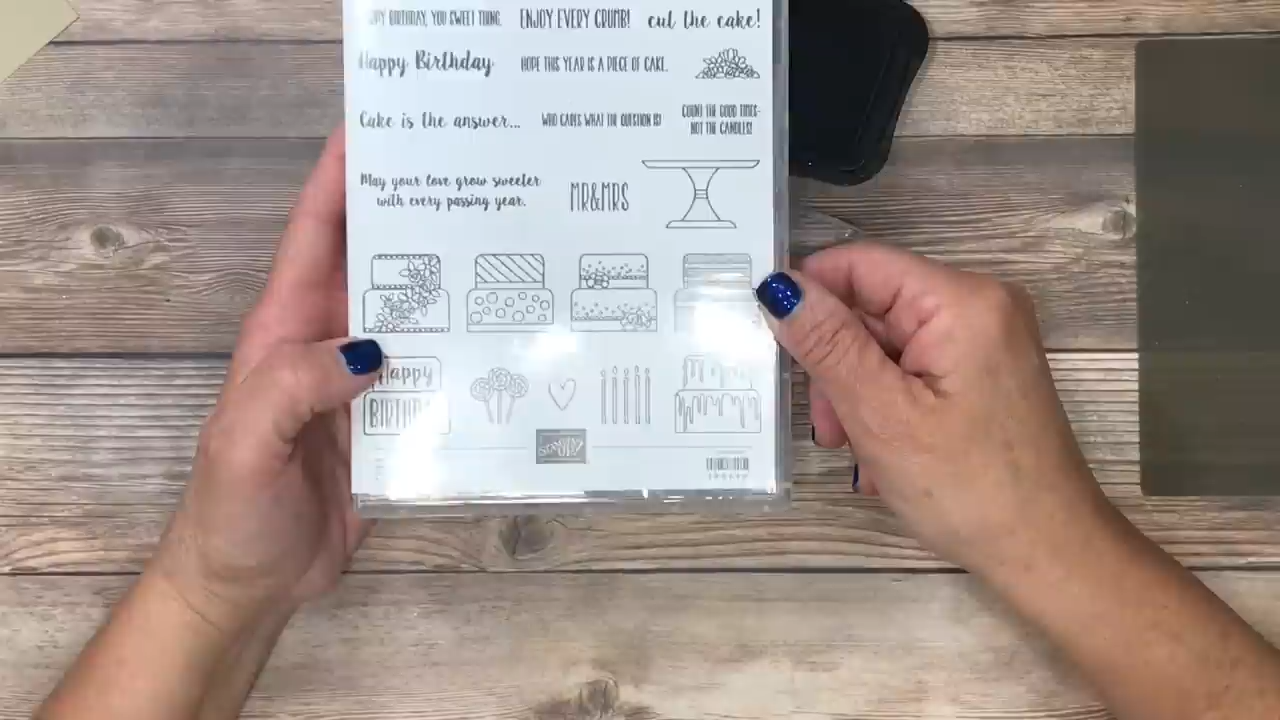 BIRTHDAY, YOU SWEET THING.
ENJOY EVERY CRUMB!
cut the cake!
Happy Birthday
HOPE THIS YEAR IS A PIECE OF CAKE.
Cake is the answer...
WHO CARES WHAT THE QUESTION IS!
COUNT THE GOOD TIMES-
NOT THE CANDLES!
May your love grow sweeter
with every passing year.
MR&MRS
Happy
STAMPIN' UP!